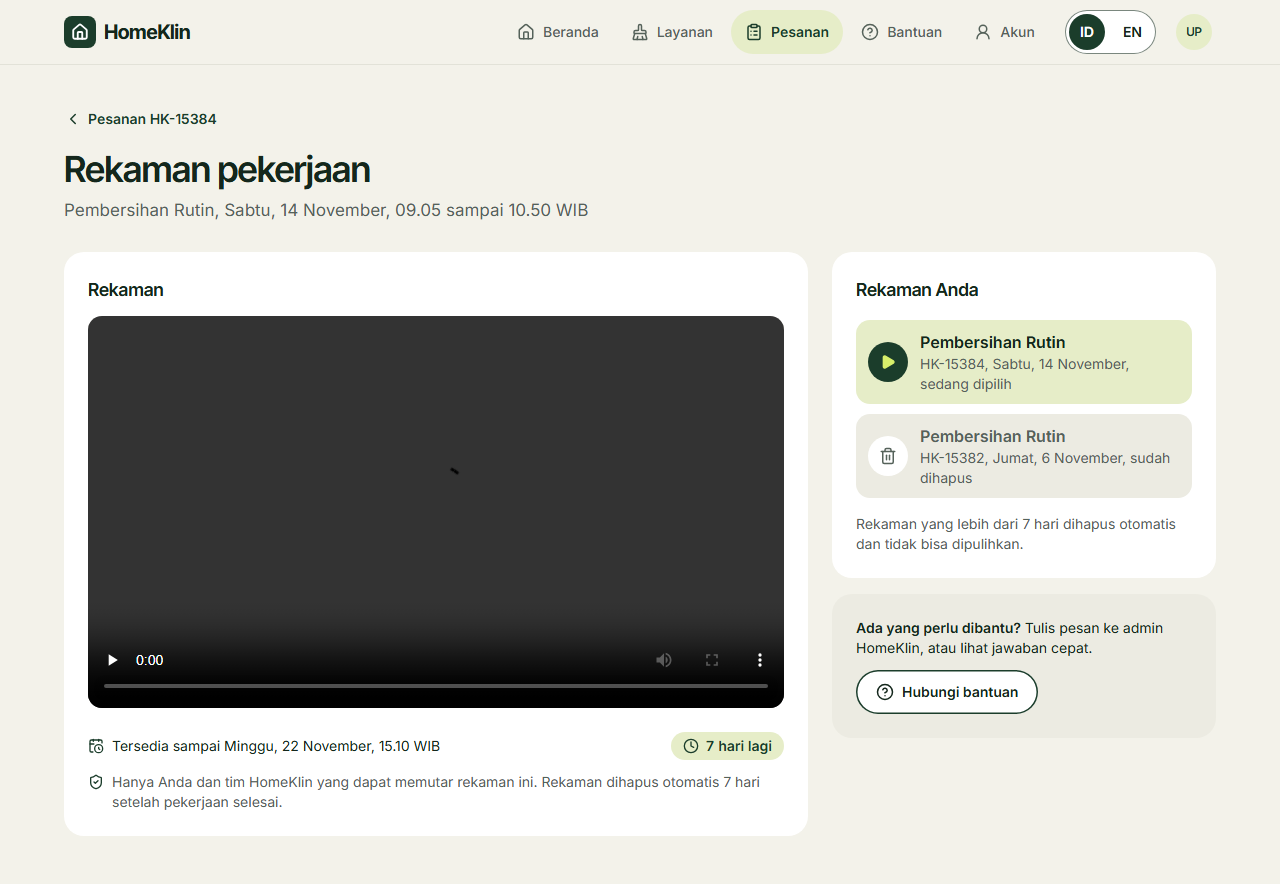 HomeKlin
Beranda
Layanan
Pesanan
Bantuan
Akun
ID
EN
UP
Pesanan HK-15384
Rekaman pekerjaan
Pembersihan Rutin, Sabtu, 14 November, 09.05 sampai 10.50 WIB
Rekaman
0:00
Tersedia sampai Minggu, 22 November, 15.10 WIB
7 hari lagi
Hanya Anda dan tim HomeKlin yang dapat memutar rekaman ini. Rekaman dihapus otomatis 7 hari
setelah pekerjaan selesai.
Rekaman Anda
Pembersihan Rutin
HK-15384, Sabtu, 14 November,
sedang dipilih
Pembersihan Rutin
HK-15382, Jumat, 6 November, sudah
dihapus
Rekaman yang lebih dari 7 hari dihapus otomatis
dan tidak bisa dipulihkan.
Ada yang perlu dibantu? Tulis pesan ke admin
HomeKlin, atau lihat jawaban cepat.
Hubungi bantuan